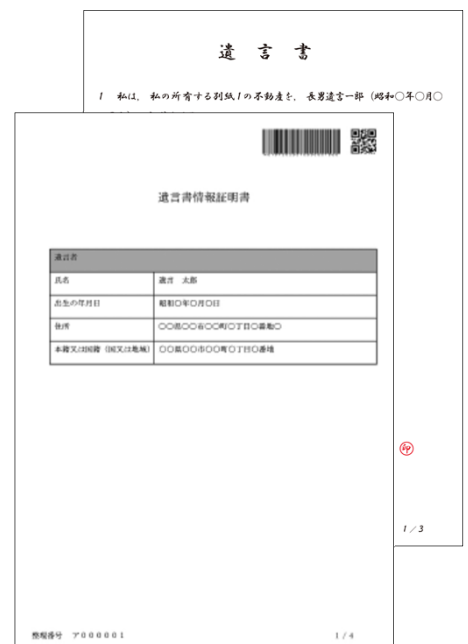 遺 言 書
1 私は、私の所有する別紙1の不動産を、長男遺言一郎（昭和○年○月○
遺言書情報証明書
遺言者
氏名 遺言 太郎
出生の年月日 昭和○年○月○日
住所 ○○県○○市○○町○丁目○番地○
本籍又は国籍（国又は地域） ○○県○○市○○町○丁目○番地
印
1／3
整理番号 ア000001
1/4